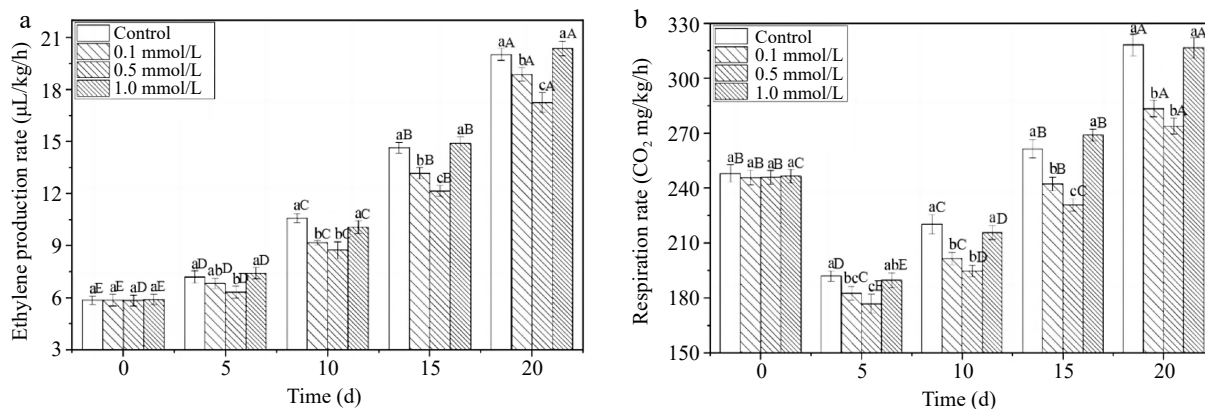 a
Control
0.1 mmol/L
0.5 mmol/L
1.0 mmol/L
Ethylene production rate (μL/kg/h)
21
18
15
12
9
6
3
aE aE aD aE
aD abD bD aD
aC bC bC aC
aB bB cB aB
aA bA cA aA
0 5 10 15 20
Time (d)
b
Control
0.1 mmol/L
0.5 mmol/L
1.0 mmol/L
Respiration rate (CO₂ mg/kg/h)
330
300
270
240
210
180
150
aB aB aB aC
aD bcC cE abE
aC bC bD aD
aB bB cC aB
aA bA bA aA
0 5 10 15 20
Time (d)